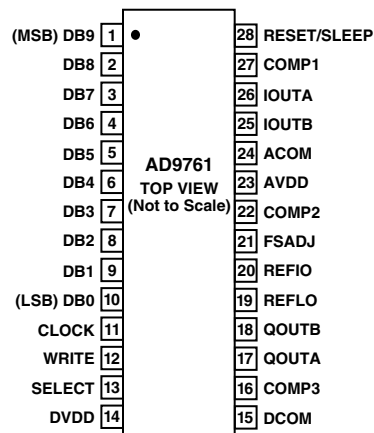 (MSB) DB9 1 28 RESET/SLEEP
DB8 2 27 COMP1
DB7 3 26 IOUTA
DB6 4 25 IOUTB
DB5 5 24 ACOM
DB4 6 AD9761 23 AVDD
TOP VIEW
DB3 7 (Not to Scale) 22 COMP2
DB2 8 21 FSADJ
DB1 9 20 REFIO
(LSB) DB0 10 19 REFLO
CLOCK 11 18 QOUTB
WRITE 12 17 QOUTA
SELECT 13 16 COMP3
DVDD 14 15 DCOM